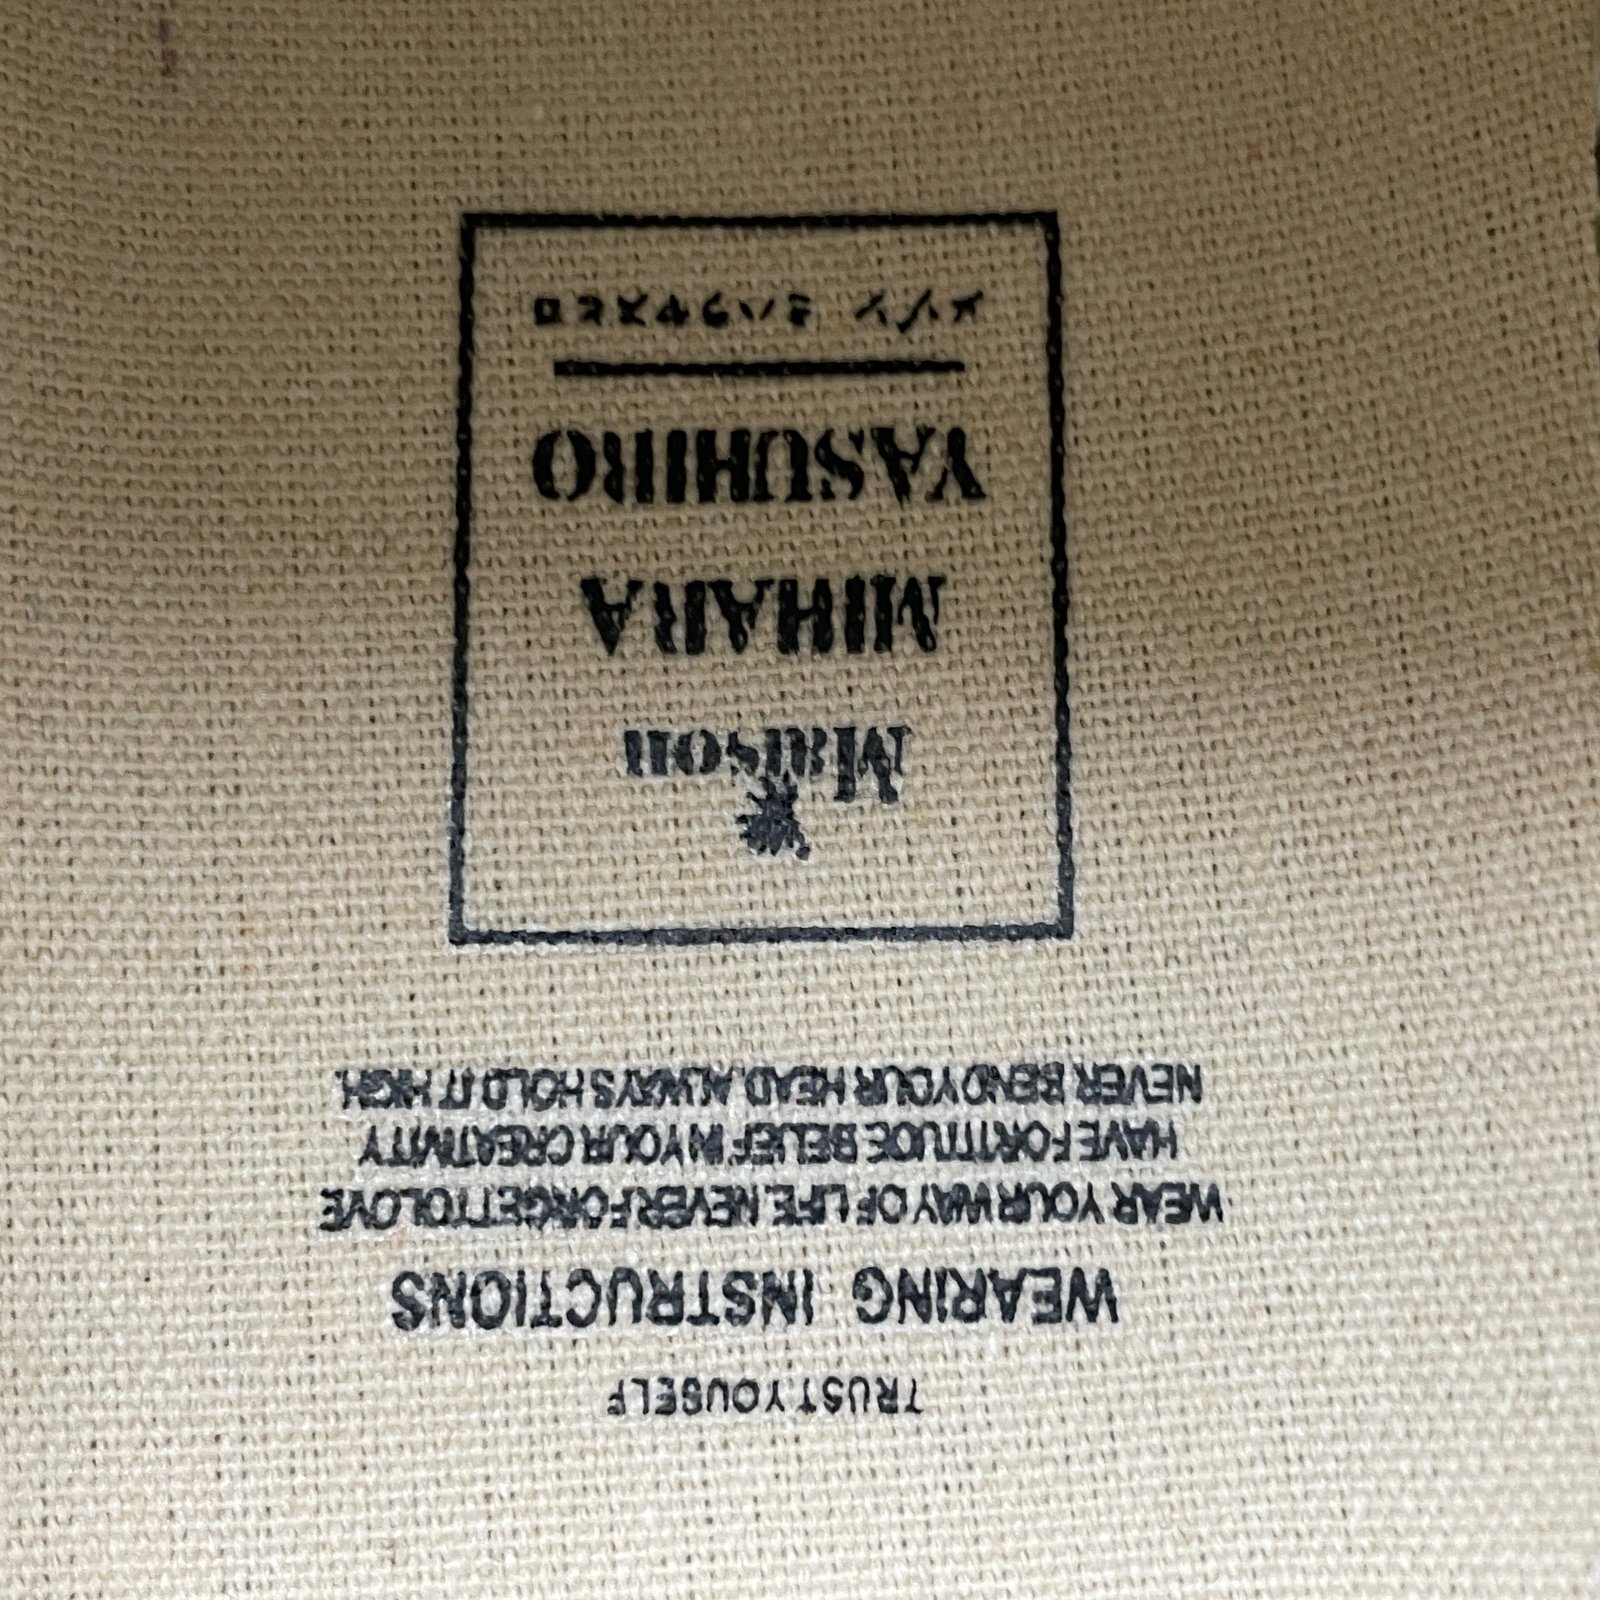 TRUST YOUSELF
WEARING INSTRUCTIONS
WEAR YOUR WAY OF LIFE, NEVER FORGET TO LOVE
HAVE FORTITUDE BELIEF IN YOUR CREATIVITY
NEVER BEND YOUR HEAD. ALWAYS HOLD IT HIGH.
Maison
MIHARA
YASUHIRO
メゾン ミハラヤスヒロ